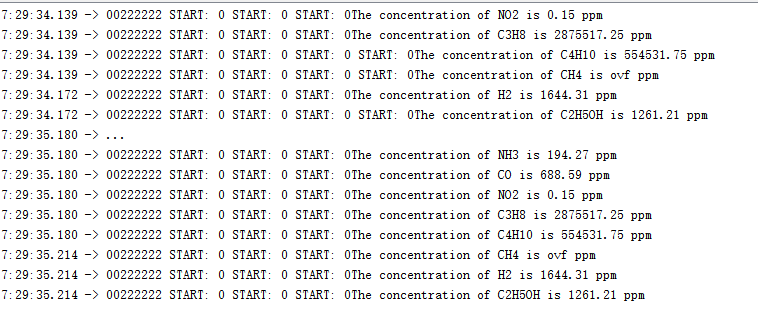 7:29:34.139 -> 00222222 START: 0 START: 0 START: 0The concentration of NO2 is 0.15 ppm
7:29:34.139 -> 00222222 START: 0 START: 0 START: 0The concentration of C3H8 is 2875517.25 ppm
7:29:34.139 -> 00222222 START: 0 START: 0 START: 0 START: 0The concentration of C4H10 is 554531.75 ppm
7:29:34.139 -> 00222222 START: 0 START: 0 START: 0 START: 0The concentration of CH4 is ovf ppm
7:29:34.172 -> 00222222 START: 0 START: 0 START: 0The concentration of H2 is 1644.31 ppm
7:29:34.172 -> 00222222 START: 0 START: 0 START: 0 START: 0The concentration of C2H5OH is 1261.21 ppm
7:29:35.180 -> ...
7:29:35.180 -> 00222222 START: 0 START: 0 START: 0The concentration of NH3 is 194.27 ppm
7:29:35.180 -> 00222222 START: 0 START: 0 START: 0The concentration of CO is 688.59 ppm
7:29:35.180 -> 00222222 START: 0 START: 0 START: 0The concentration of NO2 is 0.15 ppm
7:29:35.180 -> 00222222 START: 0 START: 0 START: 0The concentration of C3H8 is 2875517.25 ppm
7:29:35.180 -> 00222222 START: 0 START: 0 START: 0The concentration of C4H10 is 554531.75 ppm
7:29:35.214 -> 00222222 START: 0 START: 0 START: 0The concentration of CH4 is ovf ppm
7:29:35.214 -> 00222222 START: 0 START: 0 START: 0The concentration of H2 is 1644.31 ppm
7:29:35.214 -> 00222222 START: 0 START: 0 START: 0The concentration of C2H5OH is 1261.21 ppm